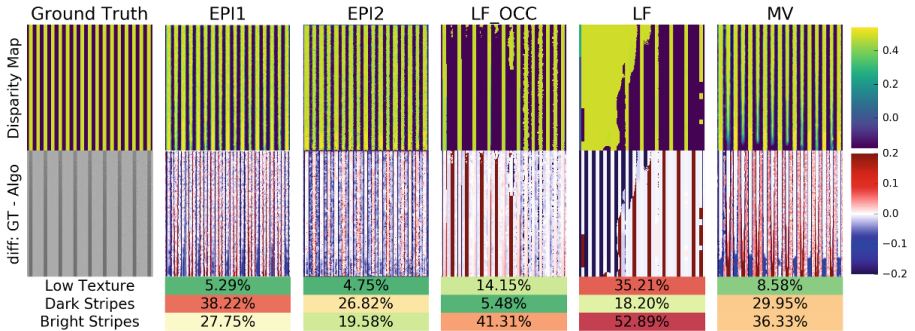 Ground Truth EPI1 EPI2 LF_OCC LF MV
Disparity Map
0.4
0.2
0.0
diff: GT - Algo
0.2
0.1
0.0
−0.1
−0.2
Low Texture 5.29% 4.75% 14.15% 35.21% 8.58%
Dark Stripes 38.22% 26.82% 5.48% 18.20% 29.95%
Bright Stripes 27.75% 19.58% 41.31% 52.89% 36.33%